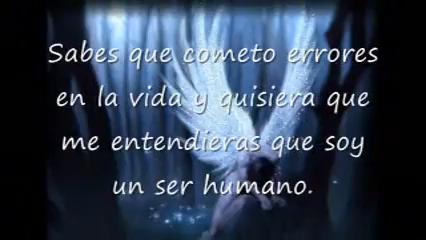 Sabes que cometo errores
en la vida y quisiera que
me entendieras que soy
un ser humano.